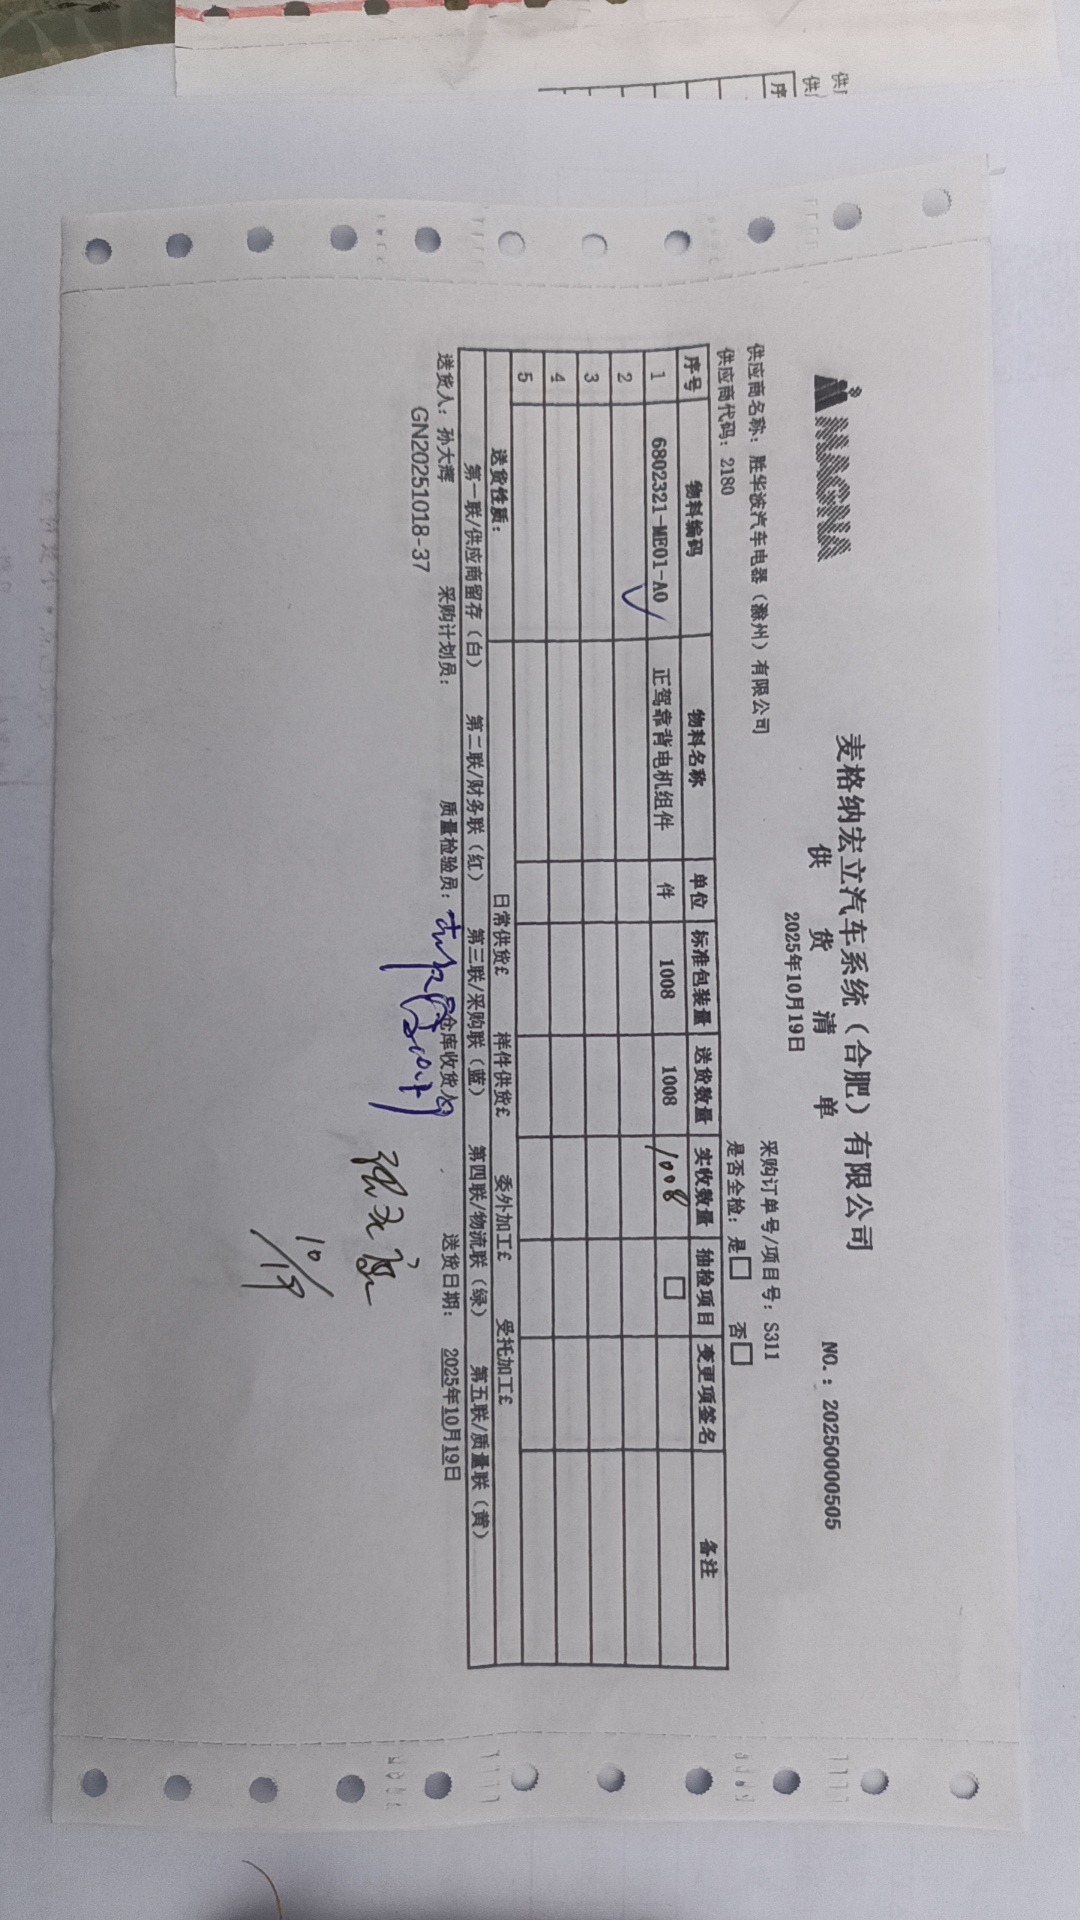 MAGNA
麦格纳宏立汽车系统（合肥）有限公司
供 货 清 单
NO.: 20250000505
2025年10月19日
供应商名称: 胜华波汽车电器（滁州）有限公司
采购订单号/项目号: S311
供应商代码: 2180
是否全检: 是□ 否□
序号 物料编码 物料名称 单位 标准包装量 送货数量 实收数量 抽检项目 变更项签名 备注
1 6802321-ME01-A0 正驾靠背电机组件 件 1008 1008 1008 □
2
3
4
5
送货性质: 日常供货£ 样件供货£ 委外加工£ 受托加工£
第一联/供应商留存（白） 第二联/财务联（红） 第三联/采购联（蓝） 第四联/物流联（绿） 第五联/质量联（黄）
送货人: 孙大辉 采购计划员: 质量检验员: 仓库收货 送货日期: 2025年10月19日
GN20251018-37
10/19
供
供
序